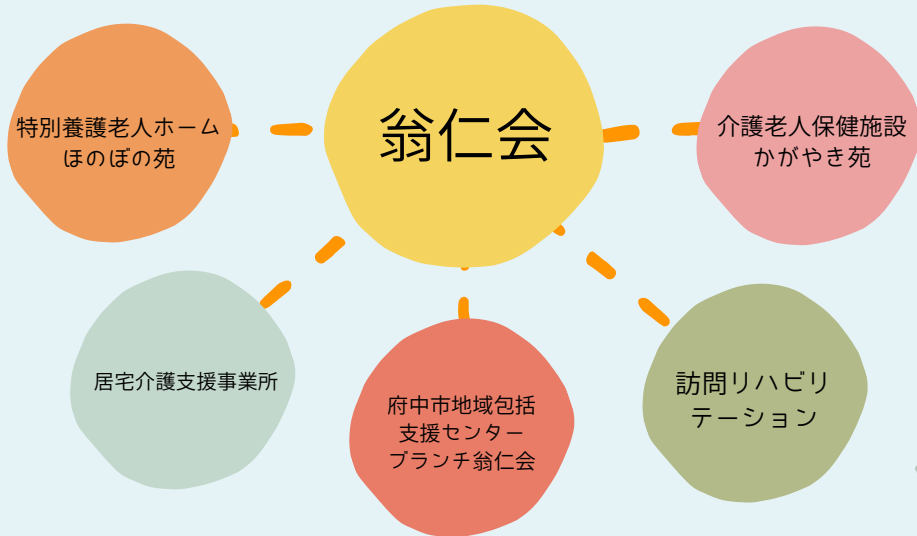 翁仁会
特別養護老人ホーム
ほのぼの苑
介護老人保健施設
かがやき苑
居宅介護支援事業所
府中市地域包括
支援センター
ブランチ翁仁会
訪問リハビリ
テーション